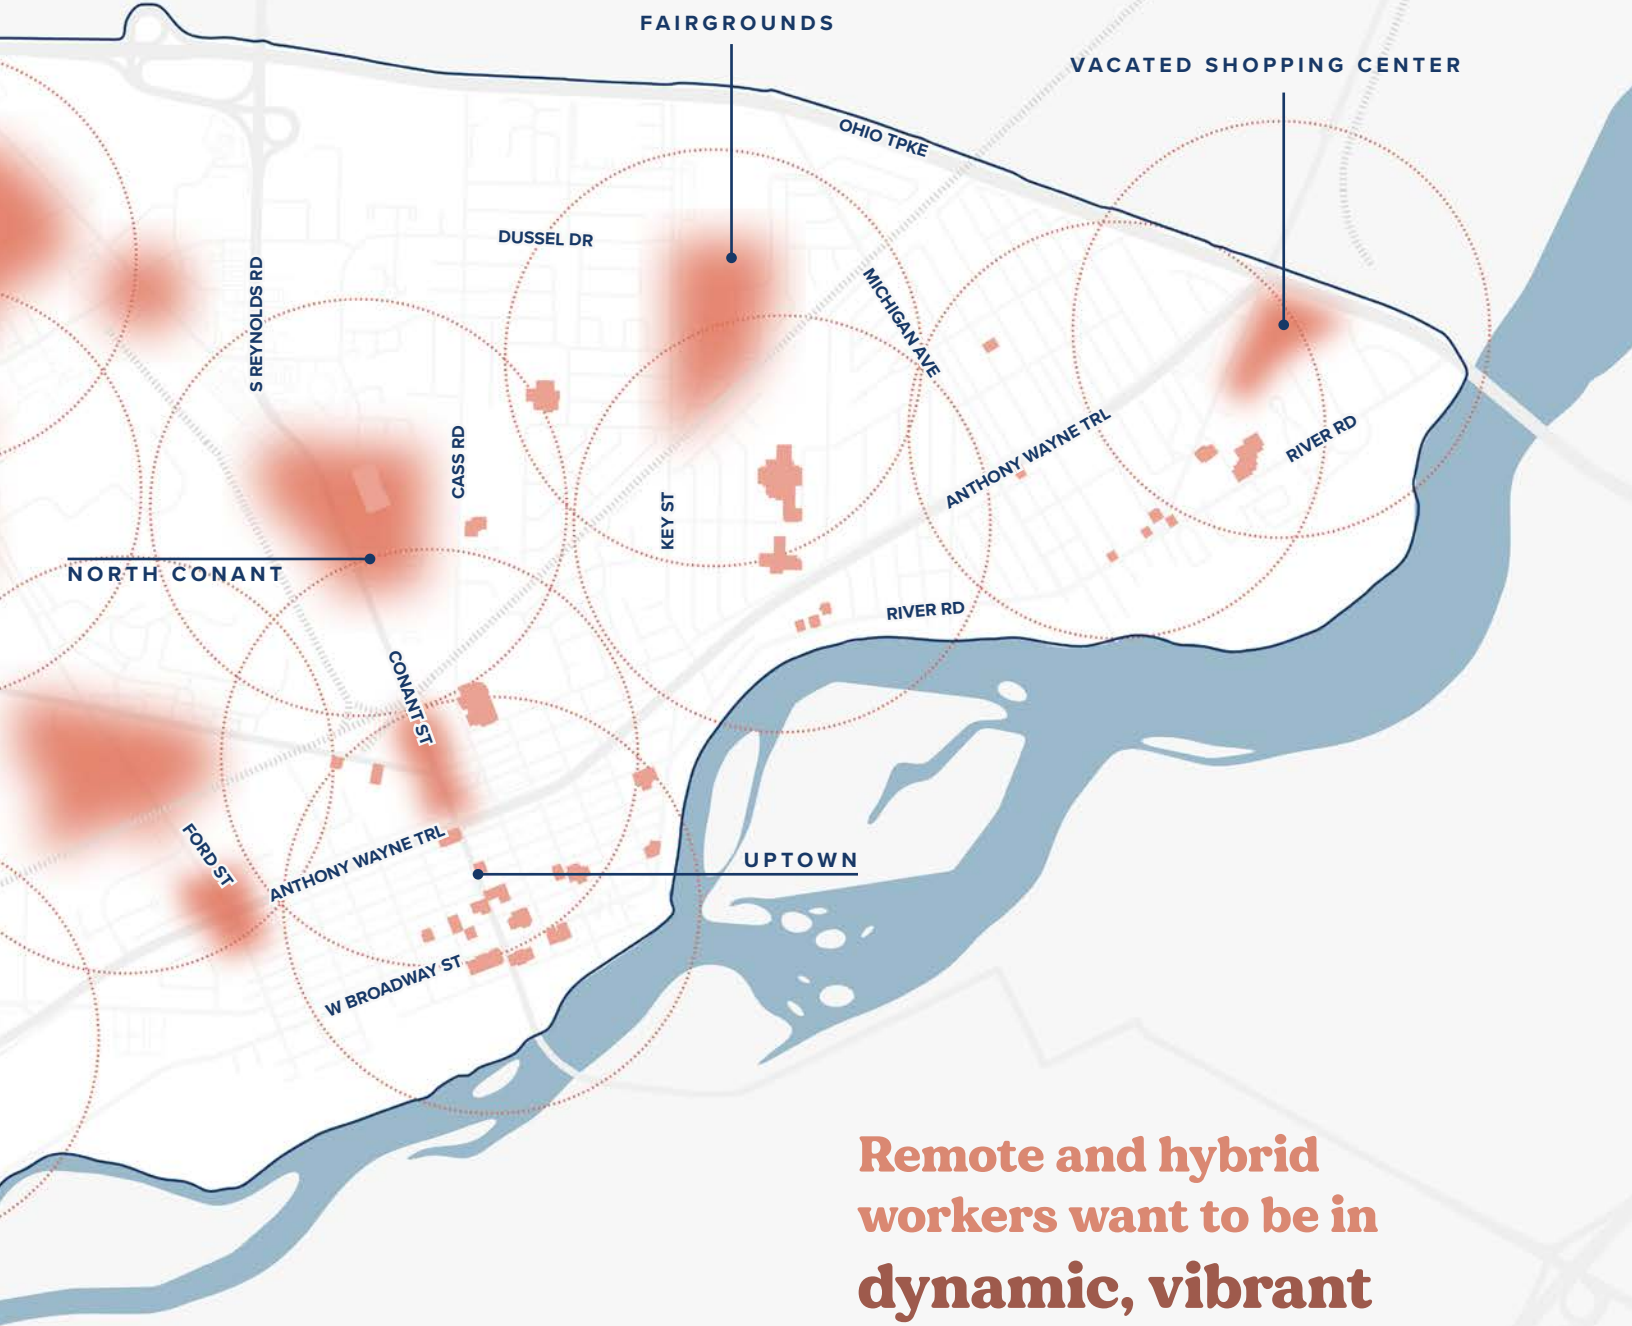 FAIRGROUNDS
VACATED SHOPPING CENTER
OHIO TPKE
DUSSEL DR
S REYNOLDS RD
MICHIGAN AVE
CASS RD
ANTHONY WAYNE TRL
RIVER RD
KEY ST
NORTH CONANT
RIVER RD
CONANT ST
FORD ST
ANTHONY WAYNE TRL
UPTOWN
W BROADWAY ST
Remote and hybrid
workers want to be in
dynamic, vibrant